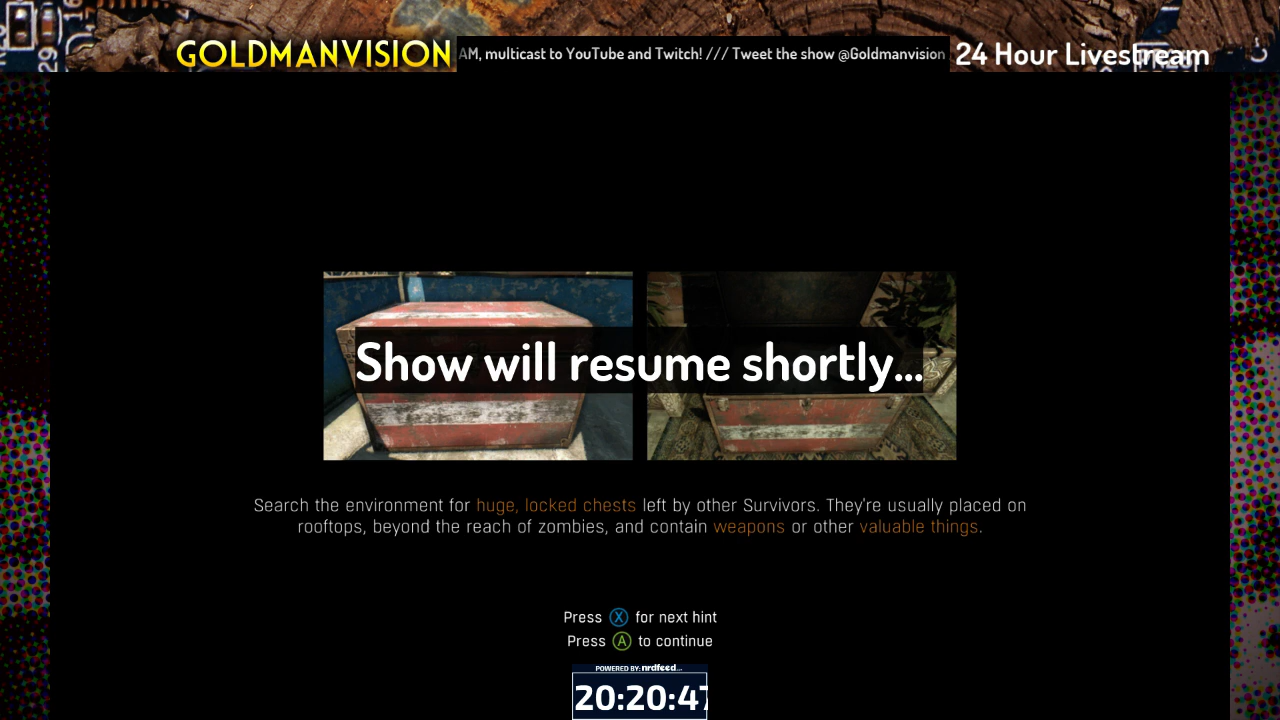 GOLDMANVISION
AM, multicast to YouTube and Twitch! /// Tweet the show @Goldmanvision
24 Hour Livestream
Show will resume shortly...
Search the environment for huge, locked chests left by other Survivors. They're usually placed on
rooftops, beyond the reach of zombies, and contain weapons or other valuable things.
Press X for next hint
Press A to continue
POWERED BY: nrdfeed
20:20:47